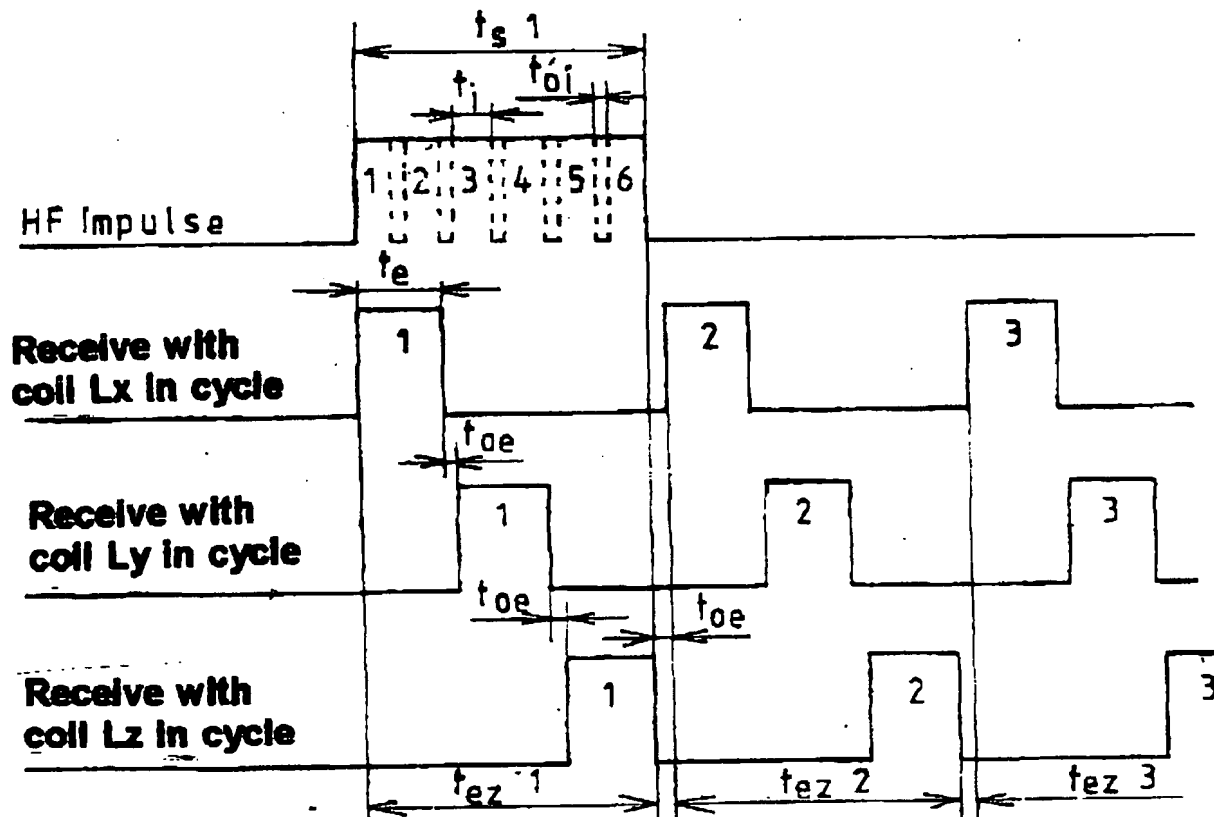 ts 1
ti tói
1 2 3 4 5 6
HF Impulse
te
1 2 3
Receive with
coil Lx in cycle
toe
1 2 3
Receive with
coil Ly in cycle
toe toe
1 2 3
Receive with
coil Lz in cycle
tez 1 tez 2 tez 3